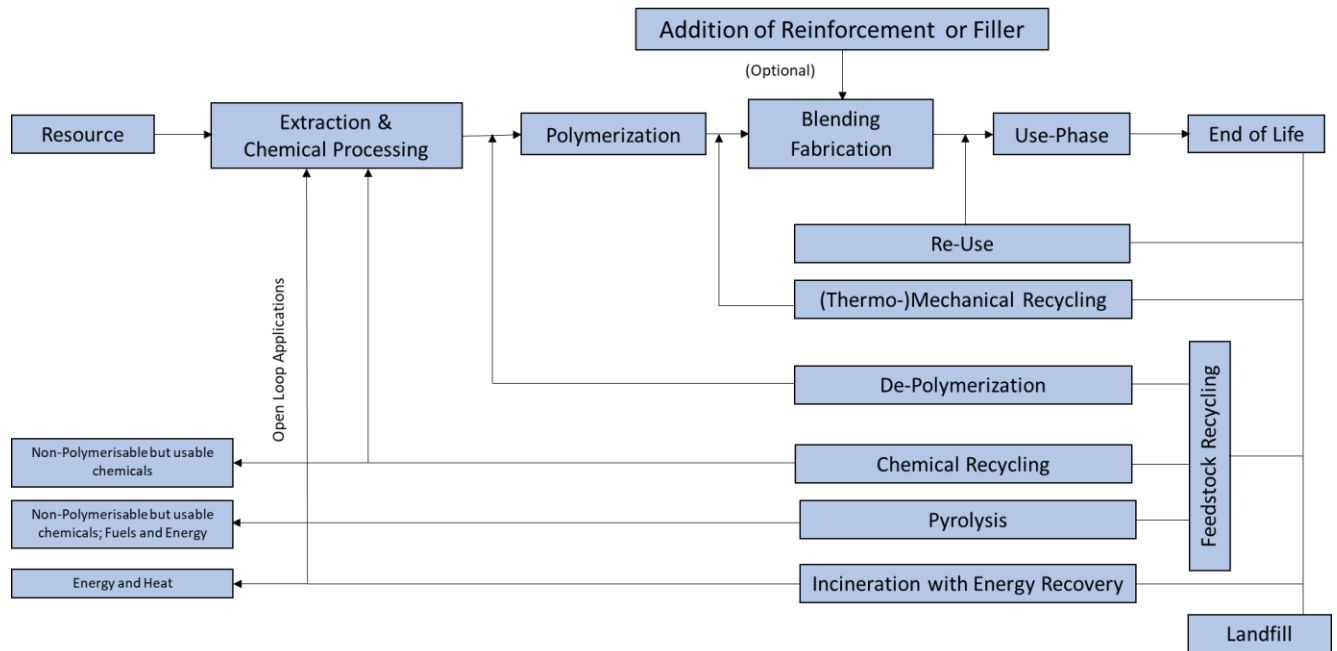 Addition of Reinforcement or Filler
(Optional)
Resource
Extraction &
Chemical Processing
Polymerization
Blending
Fabrication
Use-Phase
End of Life
Re-Use
(Thermo-)Mechanical Recycling
Open Loop Applications
De-Polymerization
Feedstock Recycling
Non-Polymerisable but usable
chemicals
Chemical Recycling
Non-Polymerisable but usable
chemicals; Fuels and Energy
Pyrolysis
Energy and Heat
Incineration with Energy Recovery
Landfill